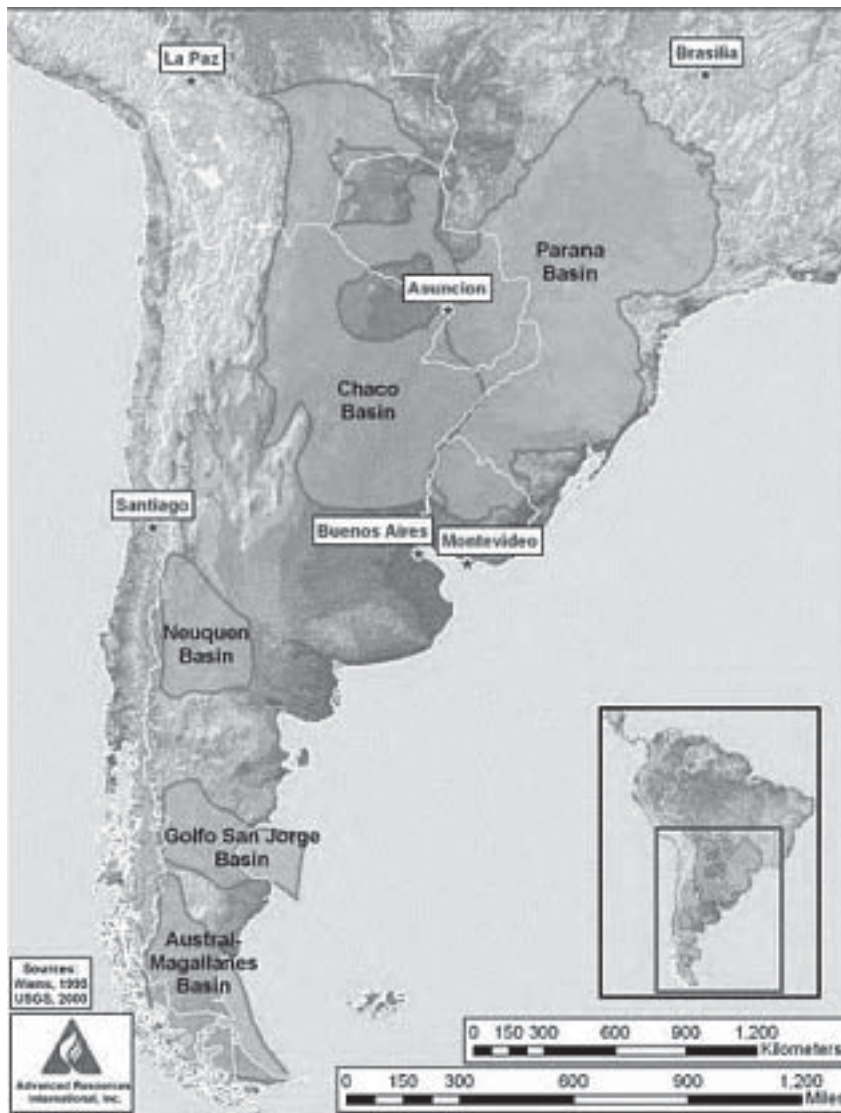 La Paz
Brasilia
Parana
Basin
Asuncion
Chaco
Basin
Santiago
Buenos Aires
Montevideo
Neuquen
Basin
Golfo San Jorge
Basin
Austral-
Magallanes
Basin
Sources:
1995
USGS, 2000
Advanced Resources
International, Inc.
0 150 300 600 900 1,200
Kilometers
0 150 300 600 900 1,200
Miles